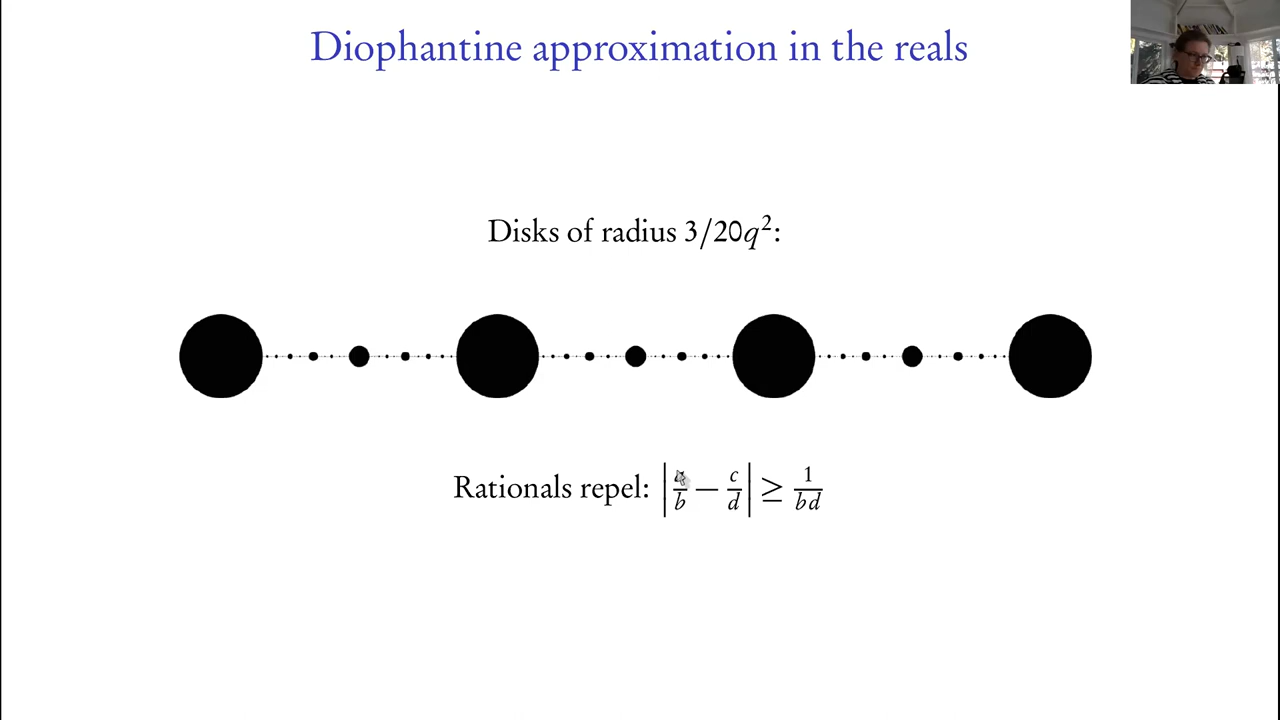 Diophantine approximation in the reals
Disks of radius 3/20q²:
Rationals repel: |a/b − c/d| ≥ 1/bd